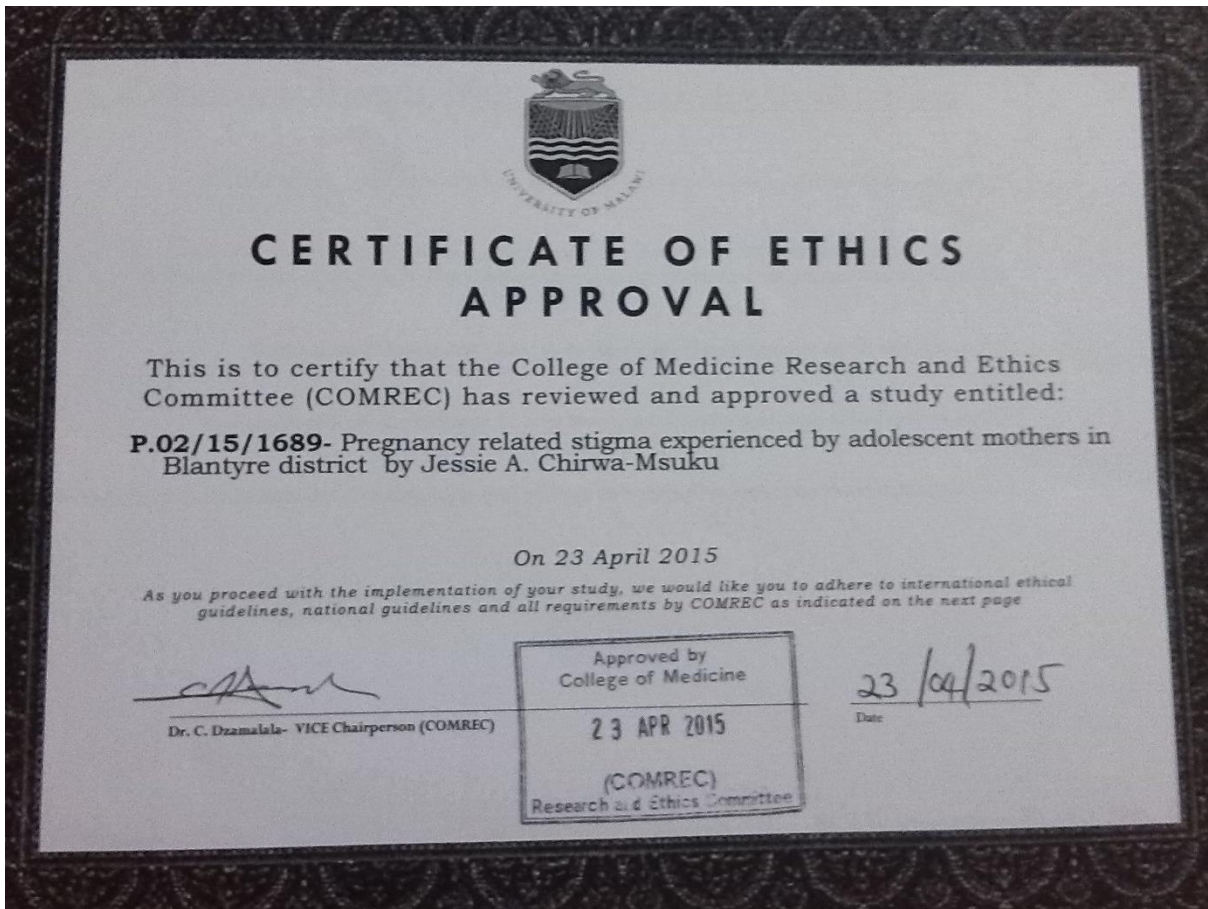 UNIVERSITY OF MALAWI
CERTIFICATE OF ETHICS
APPROVAL
This is to certify that the College of Medicine Research and Ethics
Committee (COMREC) has reviewed and approved a study entitled:
P.02/15/1689- Pregnancy related stigma experienced by adolescent mothers in
Blantyre district by Jessie A. Chirwa-Msuku
On 23 April 2015
As you proceed with the implementation of your study, we would like you to adhere to international ethical
guidelines, national guidelines and all requirements by COMREC as indicated on the next page
Dr. C. Dzamalala- VICE Chairperson (COMREC)
Approved by
College of Medicine
23 APR 2015
(COMREC)
Research and Ethics Committee
23/04/2015
Date